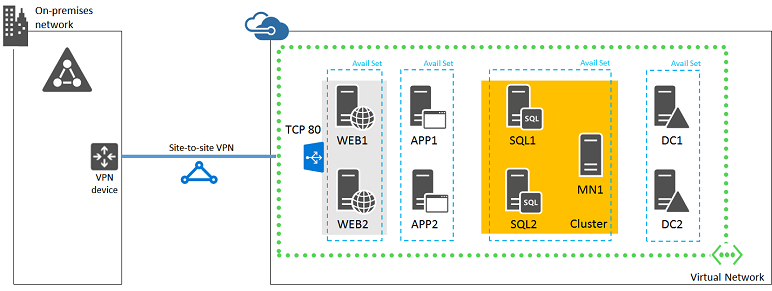 On-premises
network
Avail Set
Avail Set
Avail Set
Avail Set
TCP 80
WEB1
APP1
SQL
SQL1
DC1
Site-to-site VPN
VPN
device
MN1
SQL
WEB2
APP2
SQL2
Cluster
DC2
Virtual Network